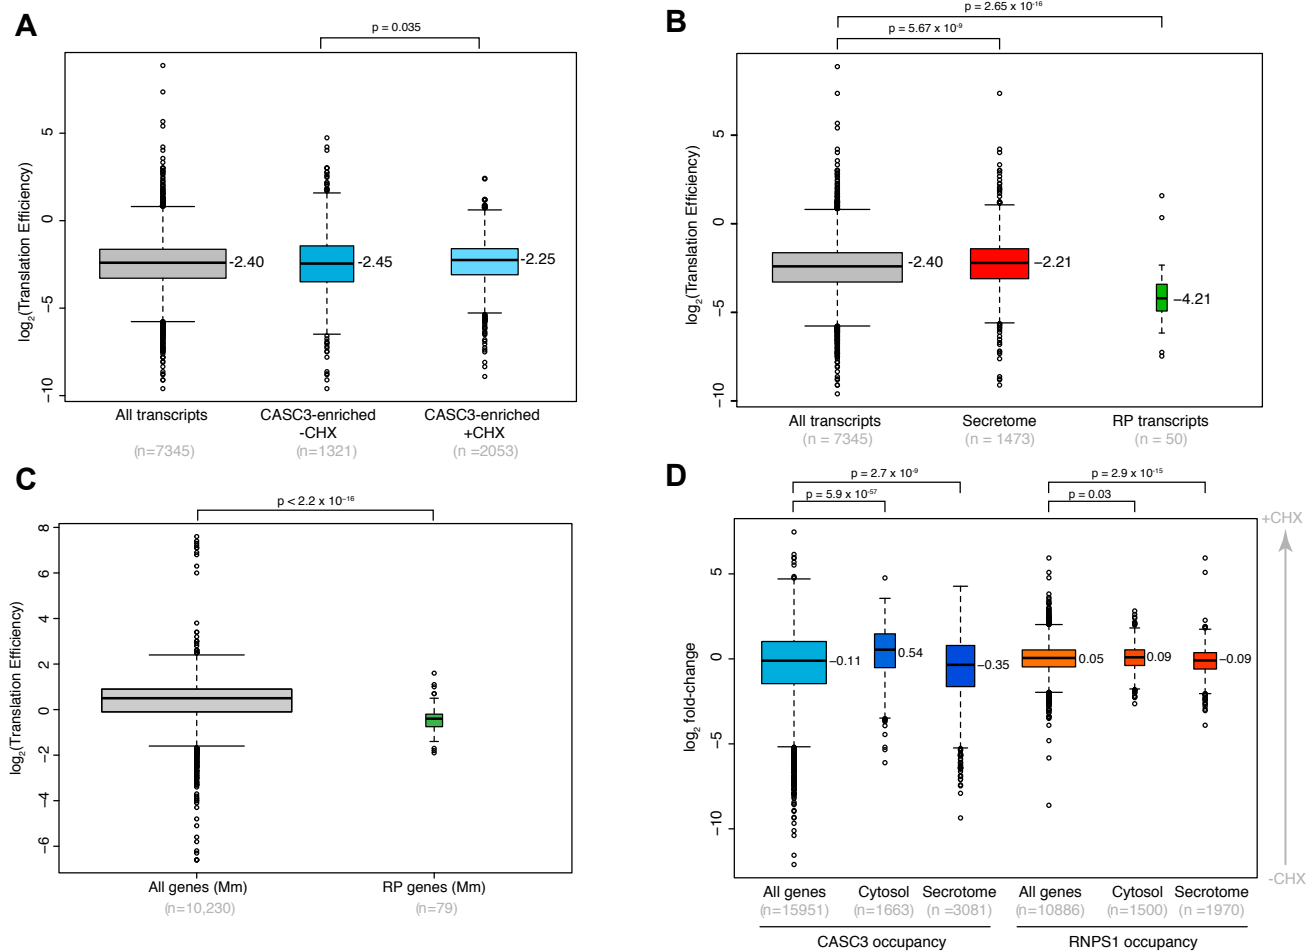 A
p = 0.035
log2(Translation Efficiency)
5
0
−5
−10
-2.40
-2.45
-2.25
All transcripts
CASC3-enriched
-CHX
CASC3-enriched
+CHX
(n=7345)
(n=1321)
(n =2053)
B
p = 2.65 x 10-16
p = 5.67 x 10-9
log2(Translation Efficiency)
5
0
−5
−10
−2.40
−2.21
−4.21
All transcripts
Secretome
RP transcripts
(n = 7345)
(n = 1473)
(n = 50)
C
p < 2.2 x 10−16
log2(Translation Efficiency)
8
6
4
2
0
−2
−4
−6
All genes (Mm)
RP genes (Mm)
(n=10,230)
(n=79)
D
p = 2.7 x 10-9
p = 5.9 x 10-57
p = 2.9 x 10-15
p = 0.03
log2 fold-change
5
0
−5
−10
−0.11
0.54
−0.35
0.05
0.09
−0.09
+CHX
-CHX
All genes
Cytosol
Secrotome
All genes
Cytosol
Secrotome
(n=15951)
(n=1663)
(n =3081)
(n=10886)
(n=1500)
(n =1970)
CASC3 occupancy
RNPS1 occupancy